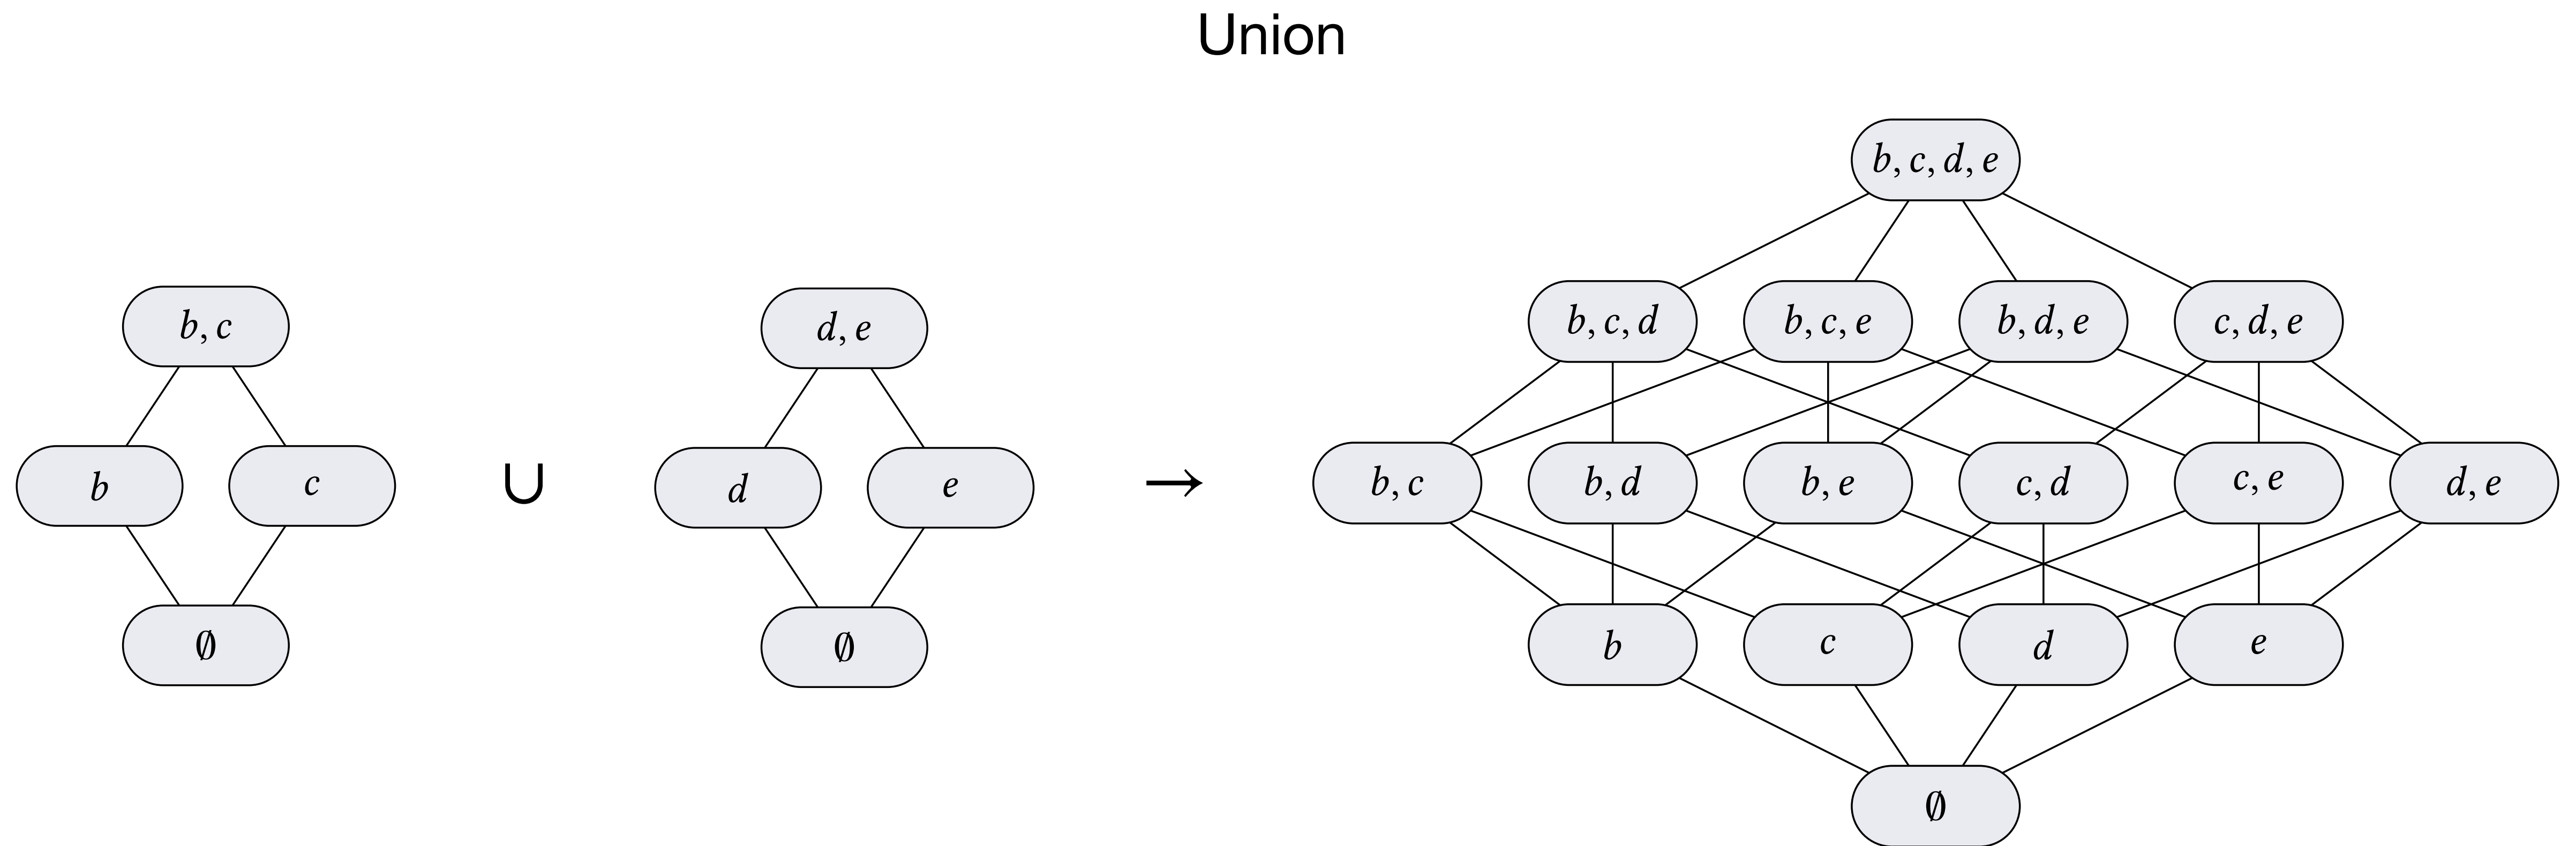 Union
b, c, d, e
b, c
d, e
b, c, d
b, c, e
b, d, e
c, d, e
b
c
∪
d
e
→
b, c
b, d
b, e
c, d
c, e
d, e
∅
∅
b
c
d
e
∅